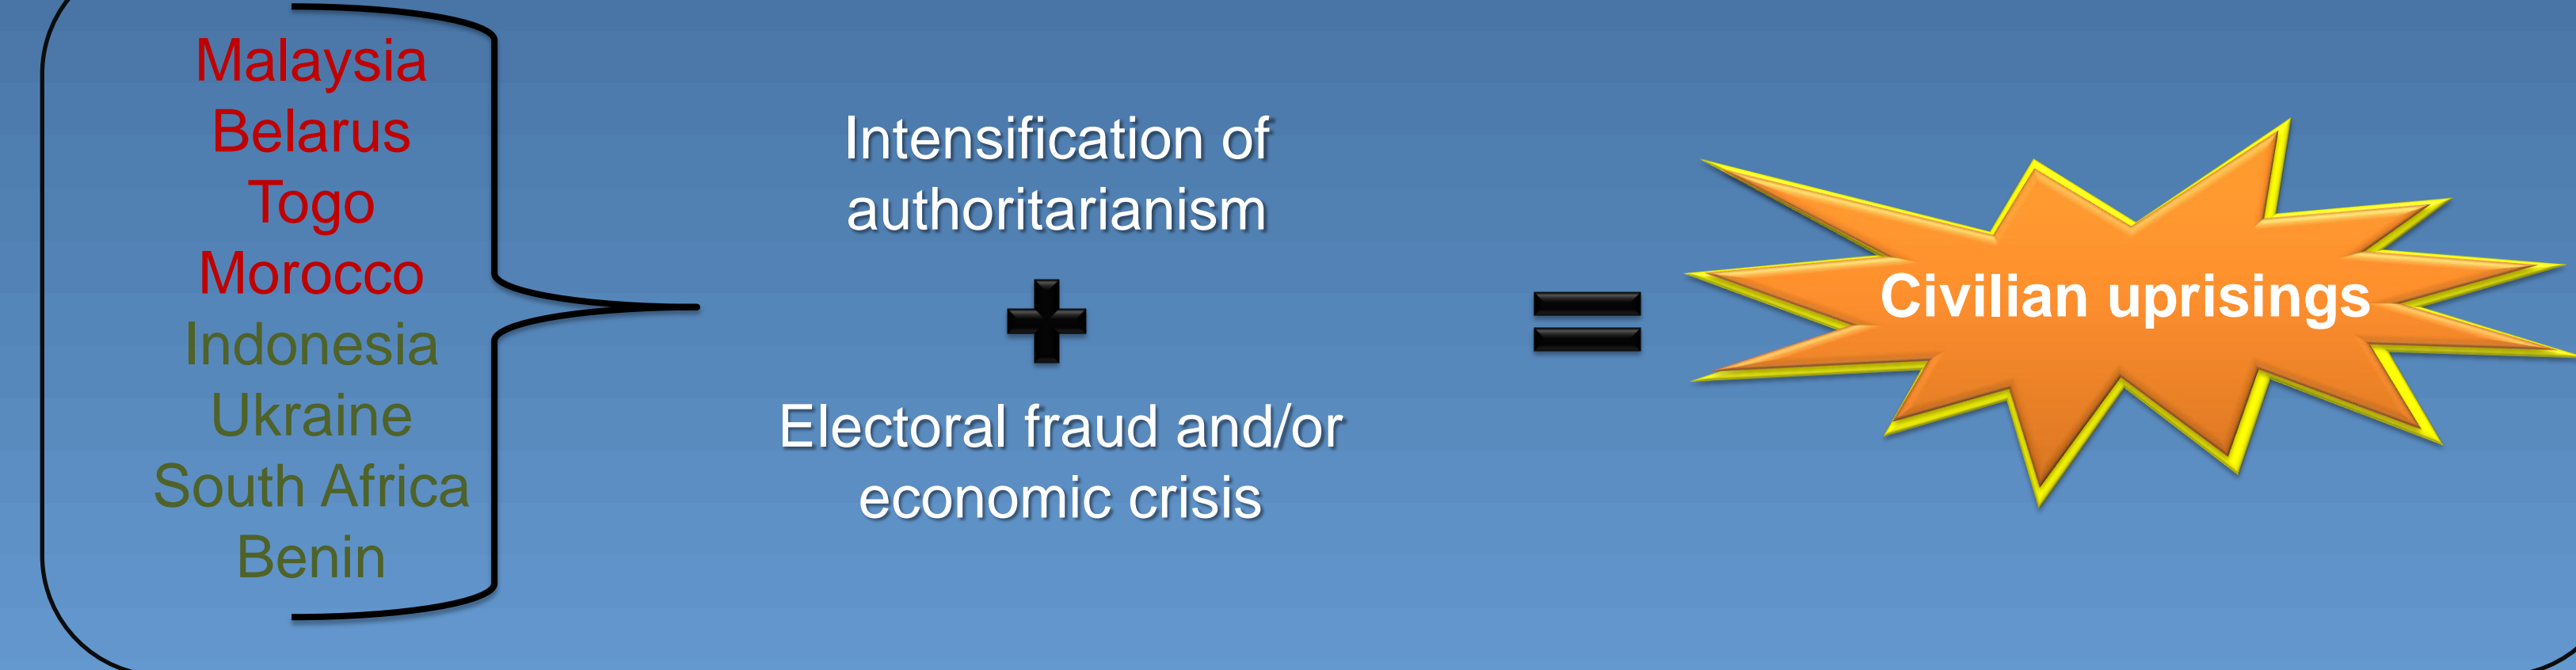 Malaysia
Belarus
Togo
Morocco
Indonesia
Ukraine
South Africa
Benin
Intensification of
authoritarianism
+
Electoral fraud and/or
economic crisis
=
Civilian uprisings